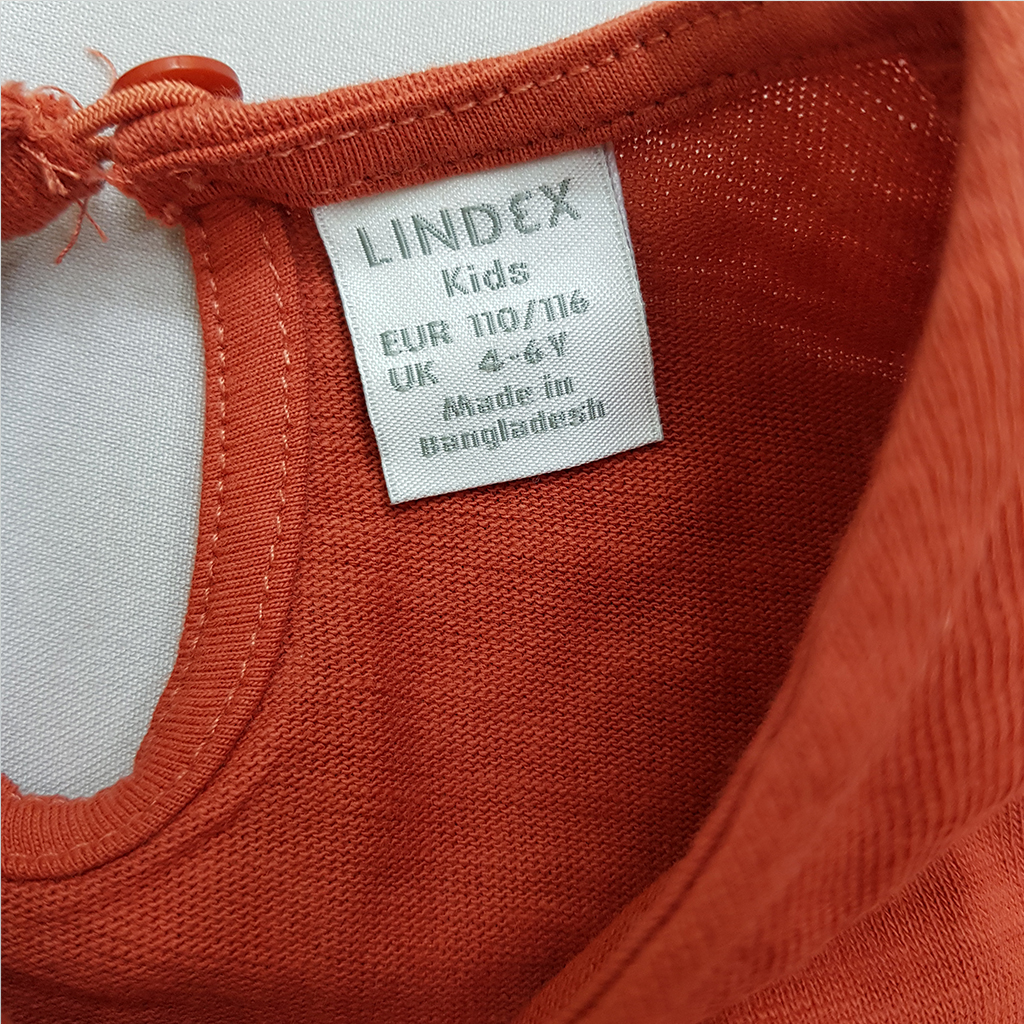 LINDEX
Kids
EUR 110/116
UK 4-6Y
Made in
Bangladesh